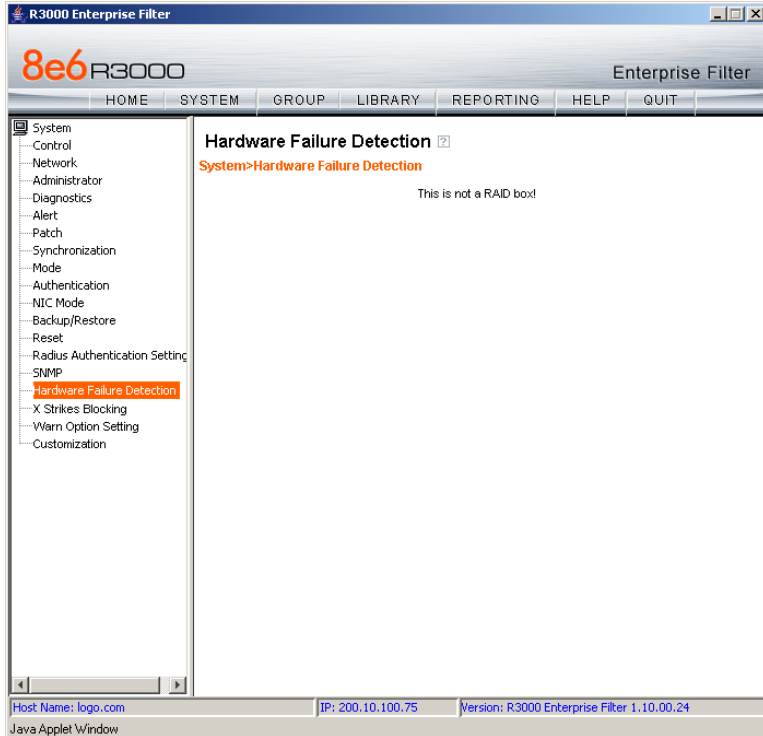 R3000 Enterprise Filter
8e6 R3000
Enterprise Filter
HOME SYSTEM GROUP LIBRARY REPORTING HELP QUIT
System
Control
Network
Administrator
Diagnostics
Alert
Patch
Synchronization
Mode
Authentication
NIC Mode
Backup/Restore
Reset
Radius Authentication Setting
SNMP
Hardware Failure Detection
X Strikes Blocking
Warn Option Setting
Customization
Hardware Failure Detection ?
System>Hardware Failure Detection
This is not a RAID box!
Host Name: logo.com IP: 200.10.100.75 Version: R3000 Enterprise Filter 1.10.00.24
Java Applet Window